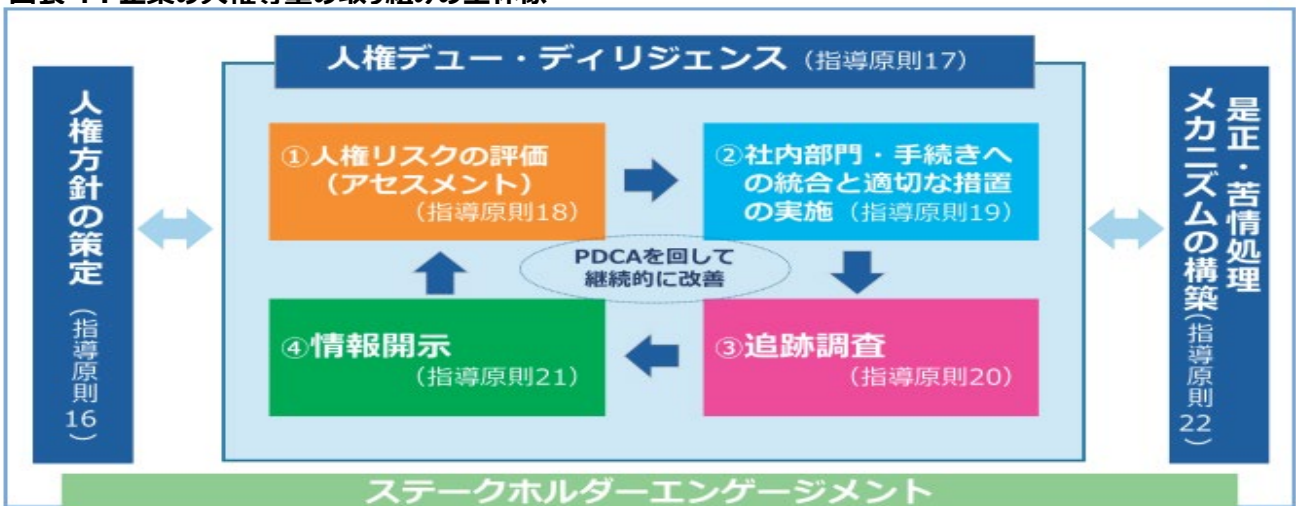 人権デュー・ディリジェンス（指導原則17）
人権方針の策定（指導原則16）
①人権リスクの評価
（アセスメント）
（指導原則18）
②社内部門・手続きへ
の統合と適切な措置
の実施（指導原則19）
PDCAを回して
継続的に改善
④情報開示
（指導原則21）
③追跡調査
（指導原則20）
是正・苦情処理
メカニズムの構築（指導原則22）
ステークホルダーエンゲージメント